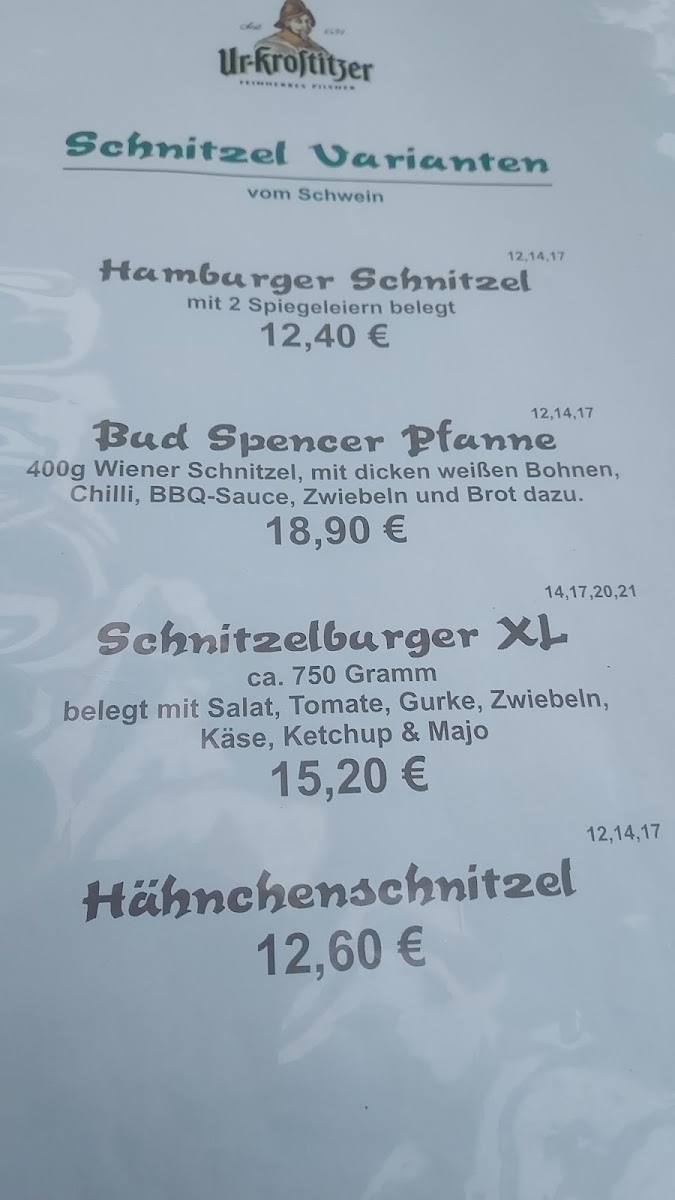 Ur-Krostitzer
FEINHERBES PILSNER
Schnitzel Varianten
vom Schwein
12,14,17
Hamburger Schnitzel
mit 2 Spiegeleiern belegt
12,40 €
12,14,17
Bud Spencer Pfanne
400g Wiener Schnitzel, mit dicken weißen Bohnen,
Chilli, BBQ-Sauce, Zwiebeln und Brot dazu.
18,90 €
14,17,20,21
Schnitzelburger XL
ca. 750 Gramm
belegt mit Salat, Tomate, Gurke, Zwiebeln,
Käse, Ketchup & Majo
15,20 €
12,14,17
Hähnchenschnitzel
12,60 €